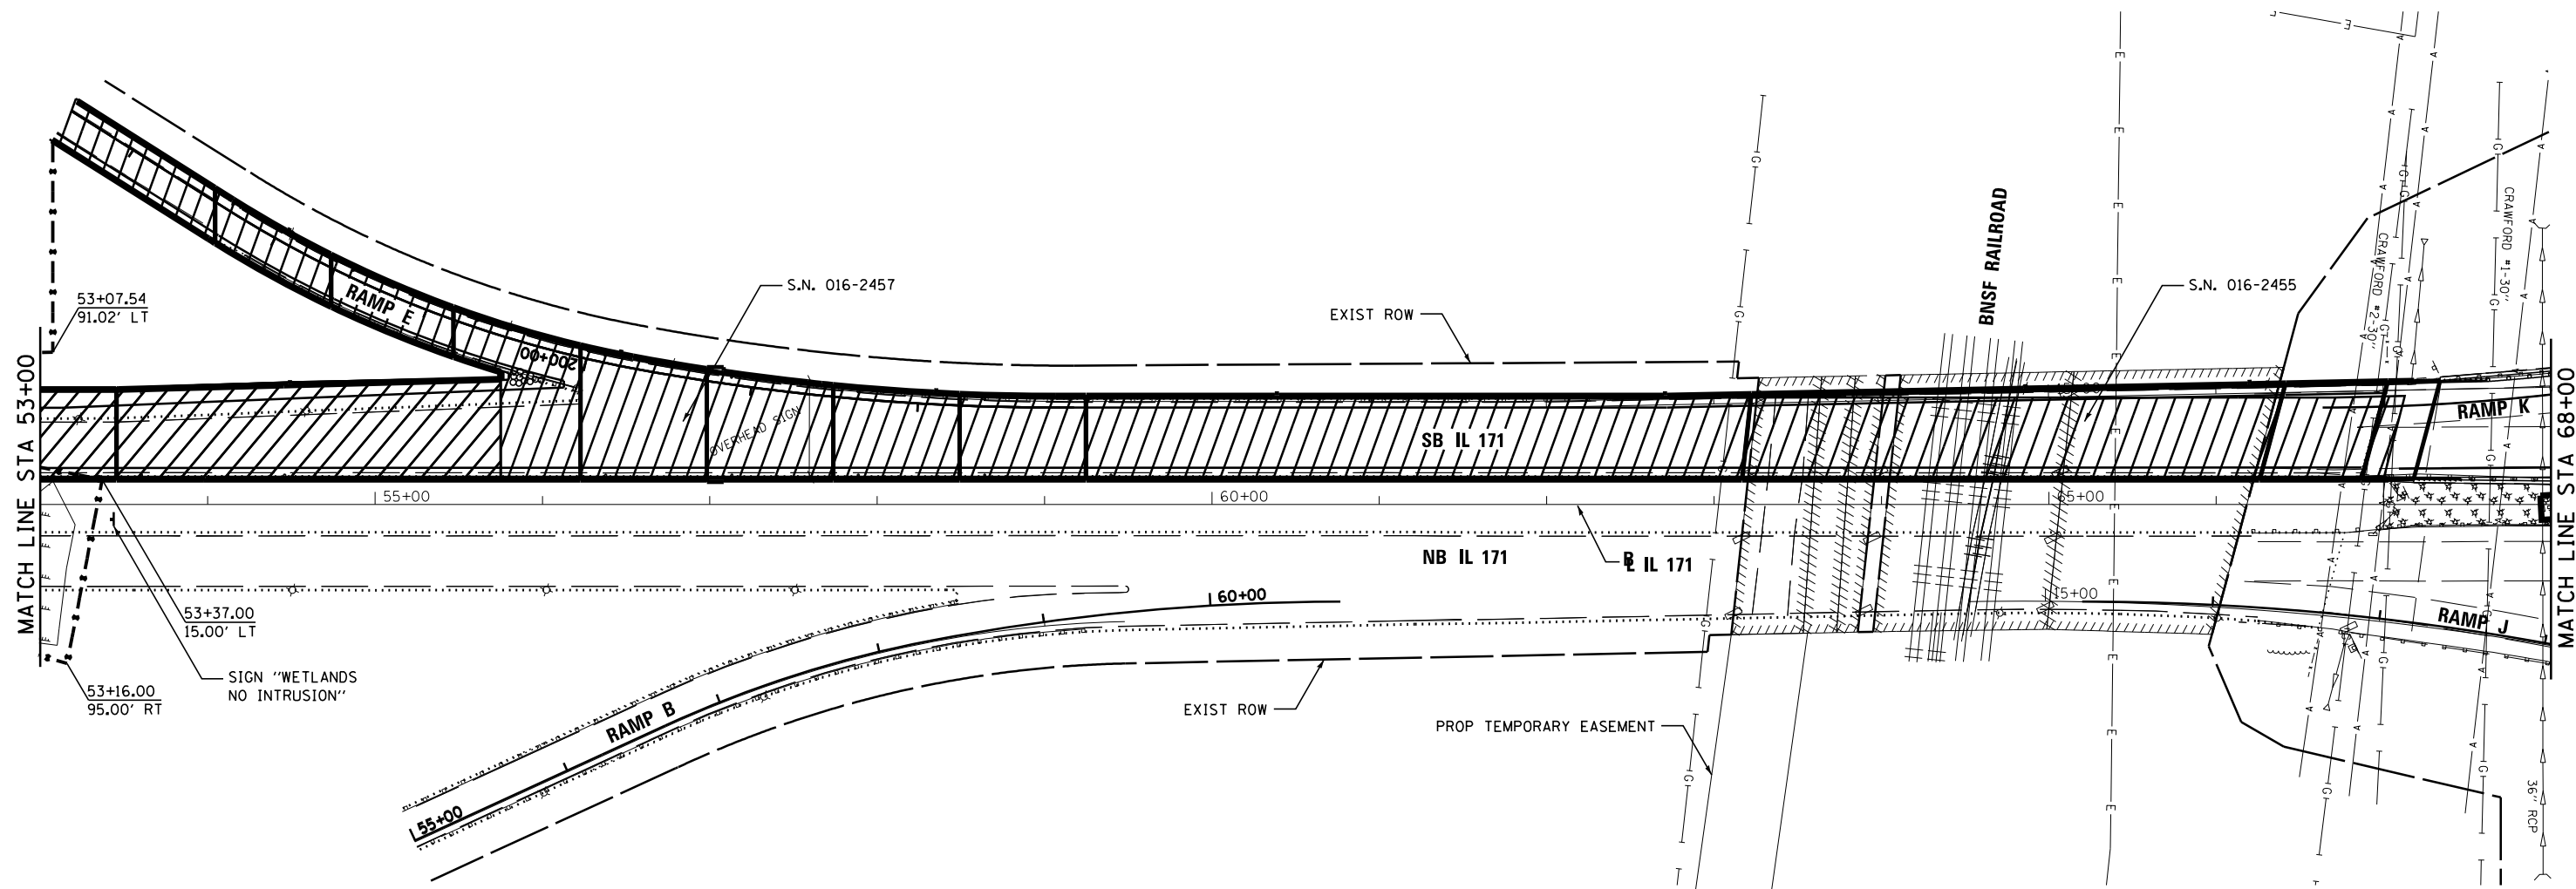 MATCH LINE STA 53+00
53+07.54
91.02' LT
RAMP E
200+00
S.N. 016-2457
OVERHEAD SIGN
EXIST ROW
BNSF RAILROAD
S.N. 016-2455
CRAWFORD #2-30"
CRAWFORD #1-30"
RAMP K
MATCH LINE STA 68+00
SB IL 171
55+00
60+00
65+00
NB IL 171
B IL 171
53+37.00
15.00' LT
SIGN "WETLANDS
NO INTRUSION"
53+16.00
95.00' RT
60+00
15+00
RAMP J
RAMP B
55+00
EXIST ROW
PROP TEMPORARY EASEMENT
36" RCP